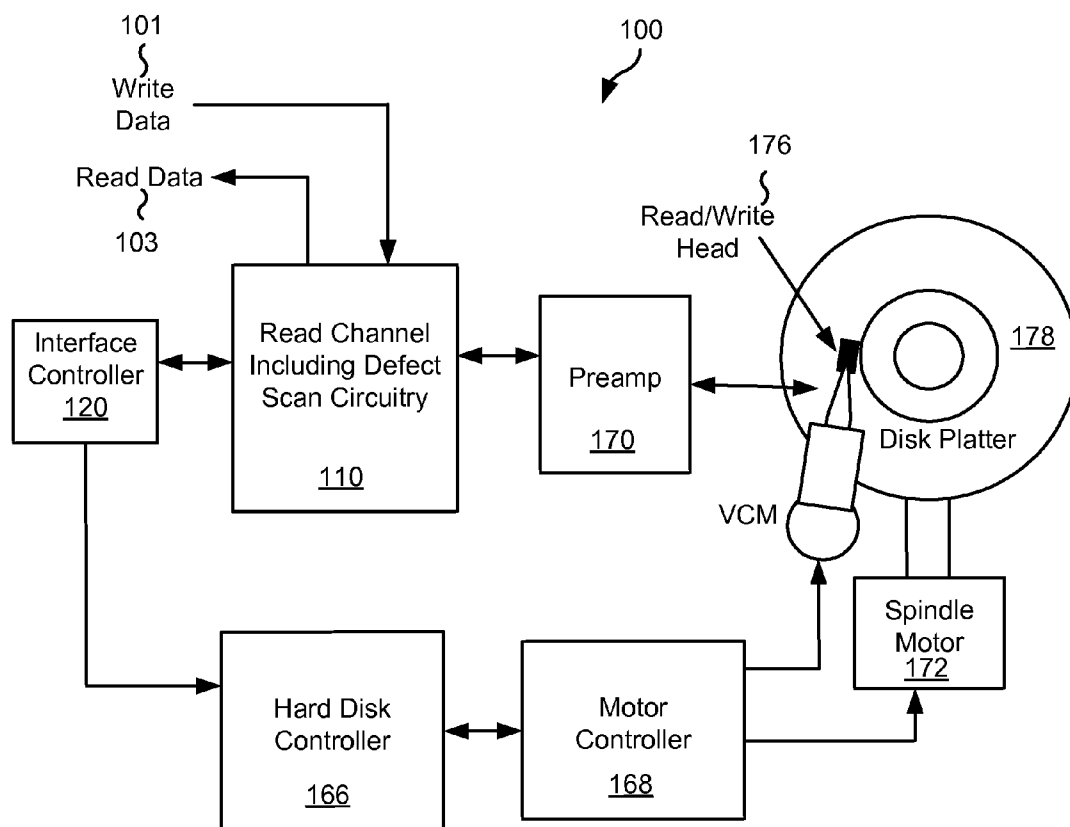 101
Write
Data
100
Read Data
103
176
Read/Write
Head
Interface
Controller
120
Read Channel
Including Defect
Scan Circuitry
110
Preamp
170
178
Disk Platter
VCM
Spindle
Motor
172
Hard Disk
Controller
166
Motor
Controller
168